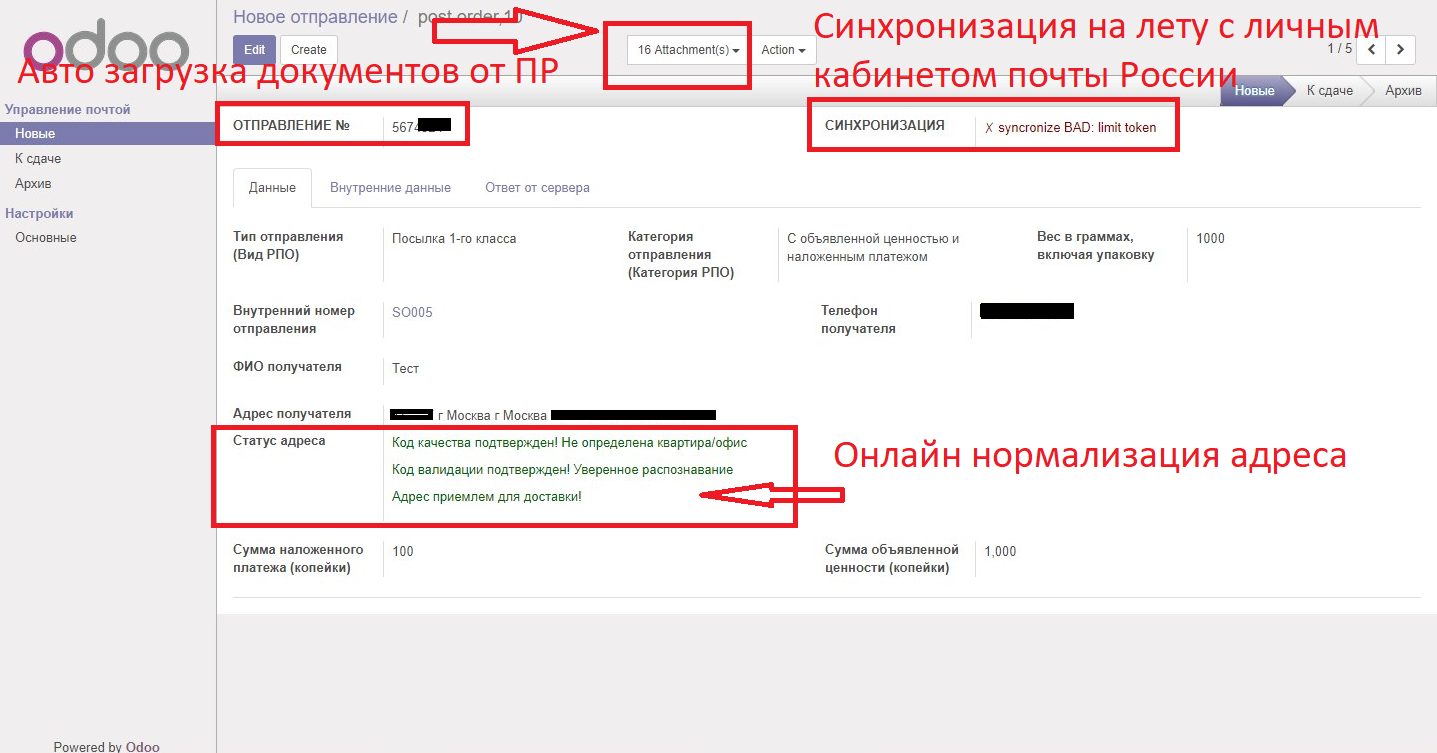 odoo
Новое отправление / post.order,10
Edit Create
16 Attachment(s) Action
1 / 5
Авто загрузка документов от ПР
Синхронизация на лету с личным
кабинетом почты России
Новые К сдаче Архив
Управление почтой
Новые
К сдаче
Архив
Настройки
Основные
ОТПРАВЛЕНИЕ № 5674
СИНХРОНИЗАЦИЯ ✗ syncronize BAD: limit token
Данные Внутренние данные Ответ от сервера
Тип отправления
(Вид РПО)
Посылка 1-го класса
Категория
отправления
(Категория РПО)
С объявленной ценностью и
наложенным платежом
Вес в граммах,
включая упаковку
1000
Внутренний номер
отправления
SO005
Телефон
получателя
ФИО получателя Тест
Адрес получателя г Москва г Москва
Статус адреса
Код качества подтвержден! Не определена квартира/офис
Код валидации подтвержден! Уверенное распознавание
Адрес приемлем для доставки!
Онлайн нормализация адреса
Сумма наложенного
платежа (копейки)
100
Сумма объявленной
ценности (копейки)
1,000
Powered by Odoo